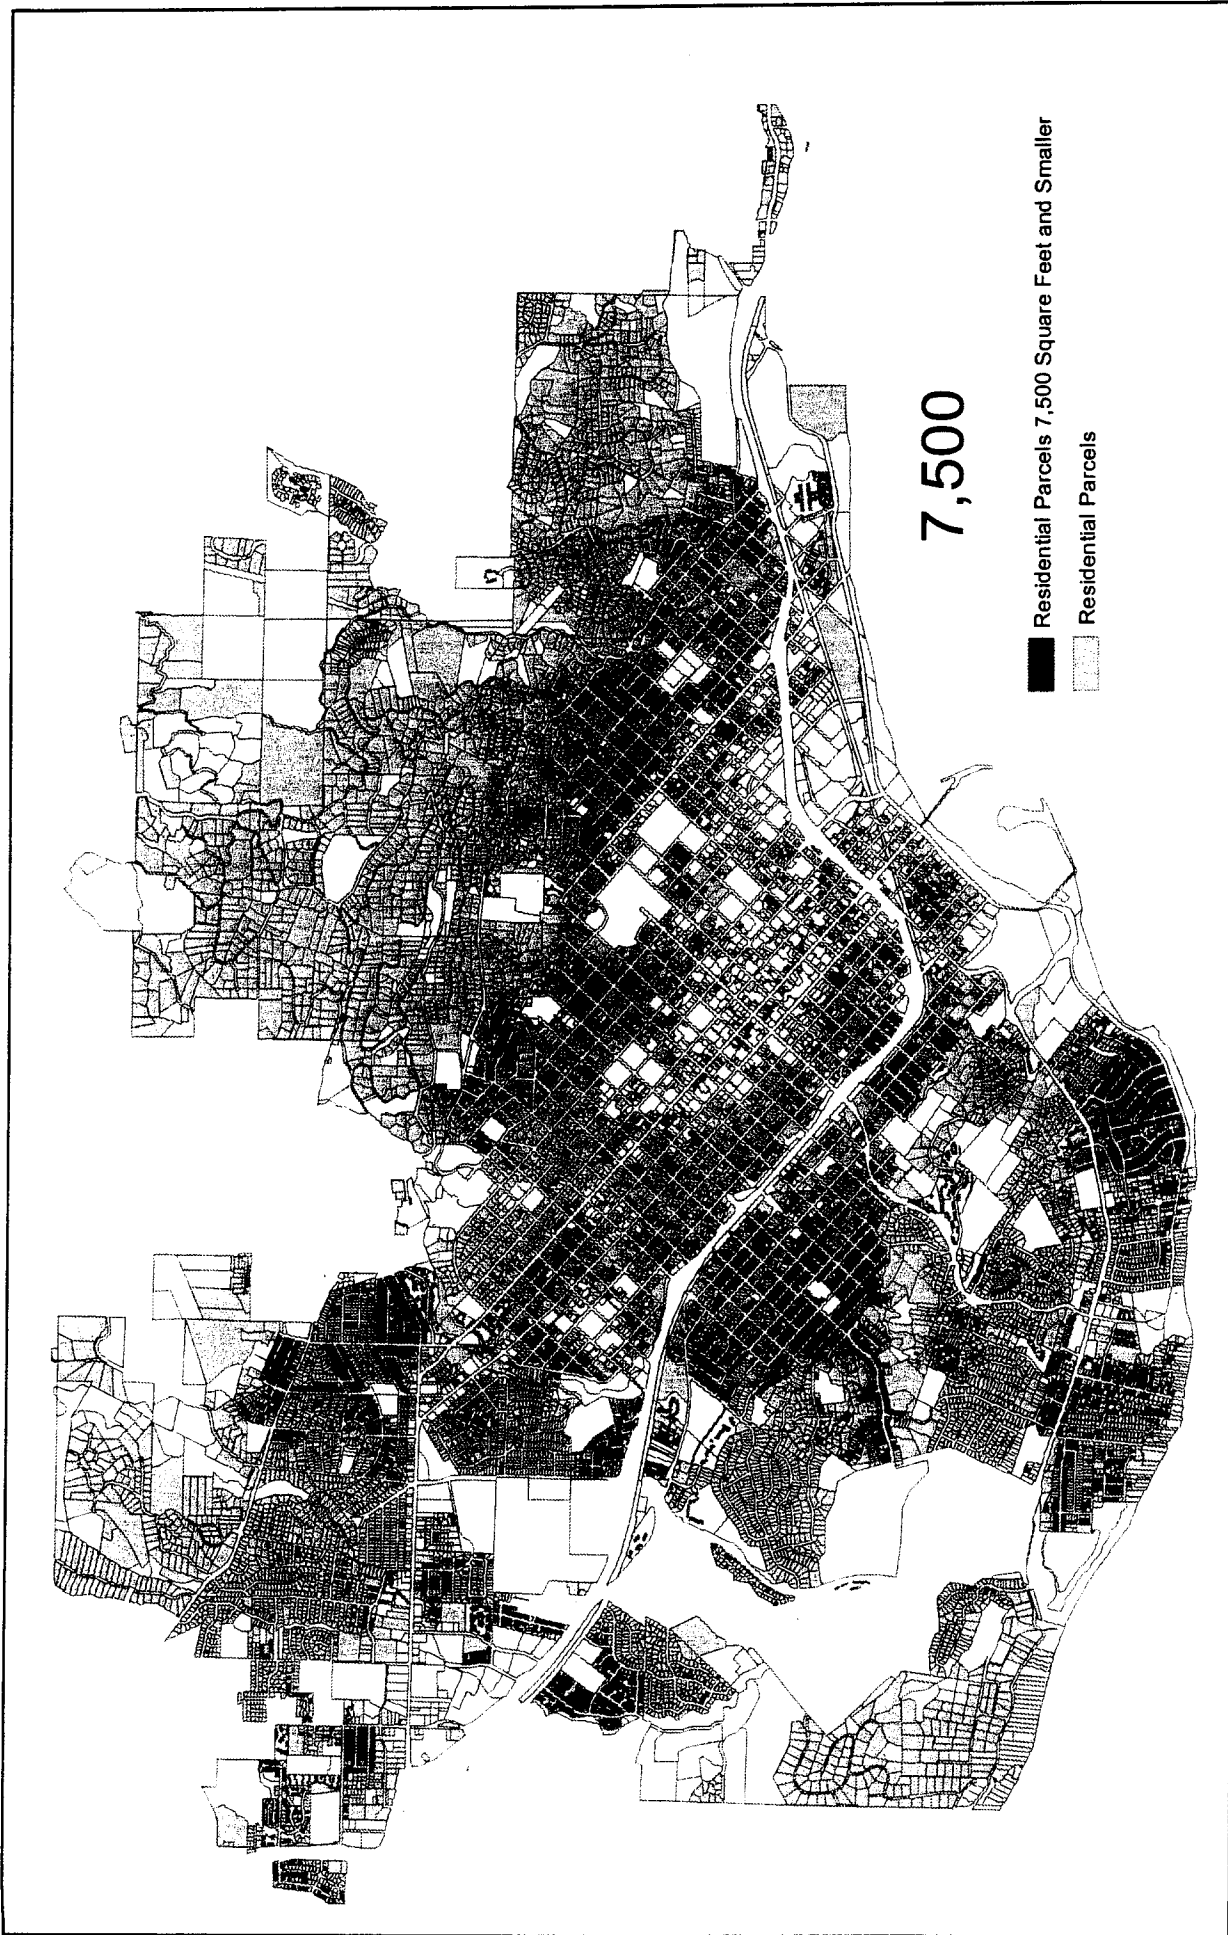 7,500
Residential Parcels 7,500 Square Feet and Smaller
Residential Parcels